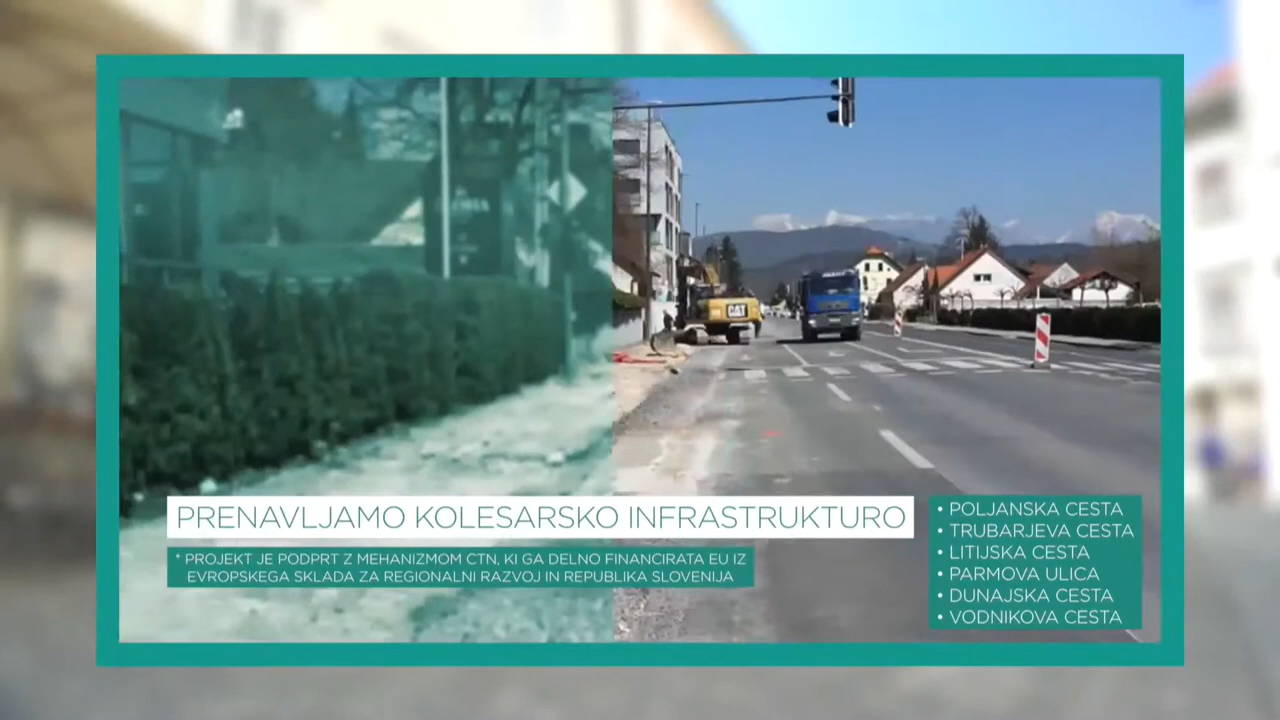 PRENAVLJAMO KOLESARSKO INFRASTRUKTURO
* PROJEKT JE PODPRT Z MEHANIZMOM CTN, KI GA DELNO FINANCIRATA EU IZ
EVROPSKEGA SKLADA ZA REGIONALNI RAZVOJ IN REPUBLIKA SLOVENIJA
• POLJANSKA CESTA
• TRUBARJEVA CESTA
• LITIJSKA CESTA
• PARMOVA ULICA
• DUNAJSKA CESTA
• VODNIKOVA CESTA
CAT